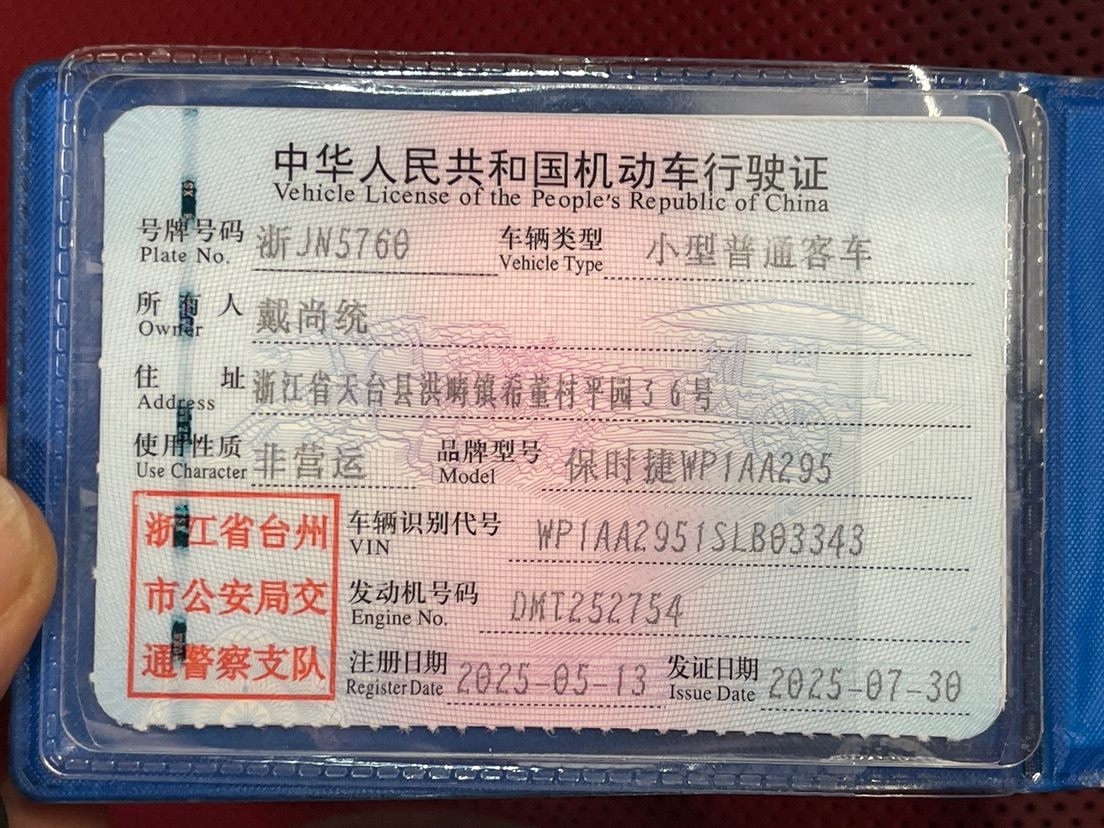 中华人民共和国机动车行驶证
Vehicle License of the People's Republic of China
号牌号码 浙JN5760 车辆类型 小型普通客车
Plate No. Vehicle Type
所有人 戴尚统
Owner
住址 浙江省天台县洪畴镇希董村平园36号
Address
使用性质 非营运 品牌型号 保时捷WP1AA295
Use Character Model
浙江省台州
市公安局交
通警察支队
车辆识别代号 WP1AA2951SLB03343
VIN
发动机号码 DMT252754
Engine No.
注册日期 2025-05-13 发证日期 2025-07-30
Register Date Issue Date